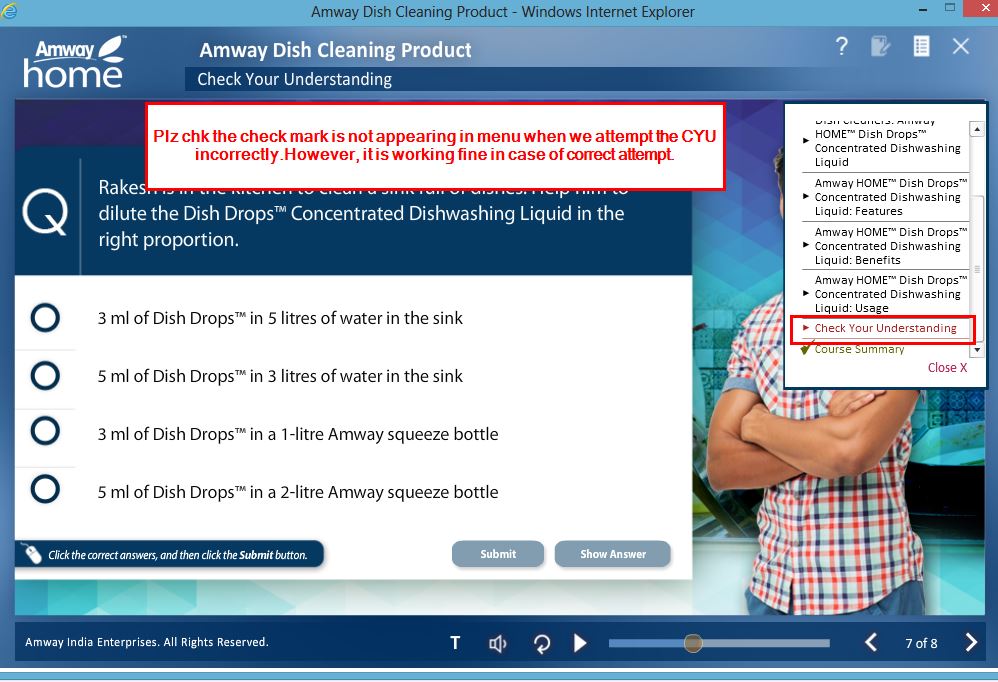 Amway Dish Cleaning Product - Windows Internet Explorer
Amway™
home
Amway Dish Cleaning Product
Check Your Understanding
?
Plz chk the check mark is not appearing in menu when we attempt the CYU
incorrectly.However, it is working fine in case of correct attempt.
Q
Rakesh is in the kitchen to clean a sink full of dishes. Help him to
dilute the Dish Drops™ Concentrated Dishwashing Liquid in the
right proportion.
3 ml of Dish Drops™ in 5 litres of water in the sink
5 ml of Dish Drops™ in 3 litres of water in the sink
3 ml of Dish Drops™ in a 1-litre Amway squeeze bottle
5 ml of Dish Drops™ in a 2-litre Amway squeeze bottle
Click the correct answers, and then click the Submit button.
Submit
Show Answer
Dish Cleaners: Amway
HOME™ Dish Drops™
Concentrated Dishwashing
Liquid
Amway HOME™ Dish Drops™
Concentrated Dishwashing
Liquid: Features
Amway HOME™ Dish Drops™
Concentrated Dishwashing
Liquid: Benefits
Amway HOME™ Dish Drops™
Concentrated Dishwashing
Liquid: Usage
Check Your Understanding
Course Summary
Close X
Amway India Enterprises. All Rights Reserved.
T
7 of 8